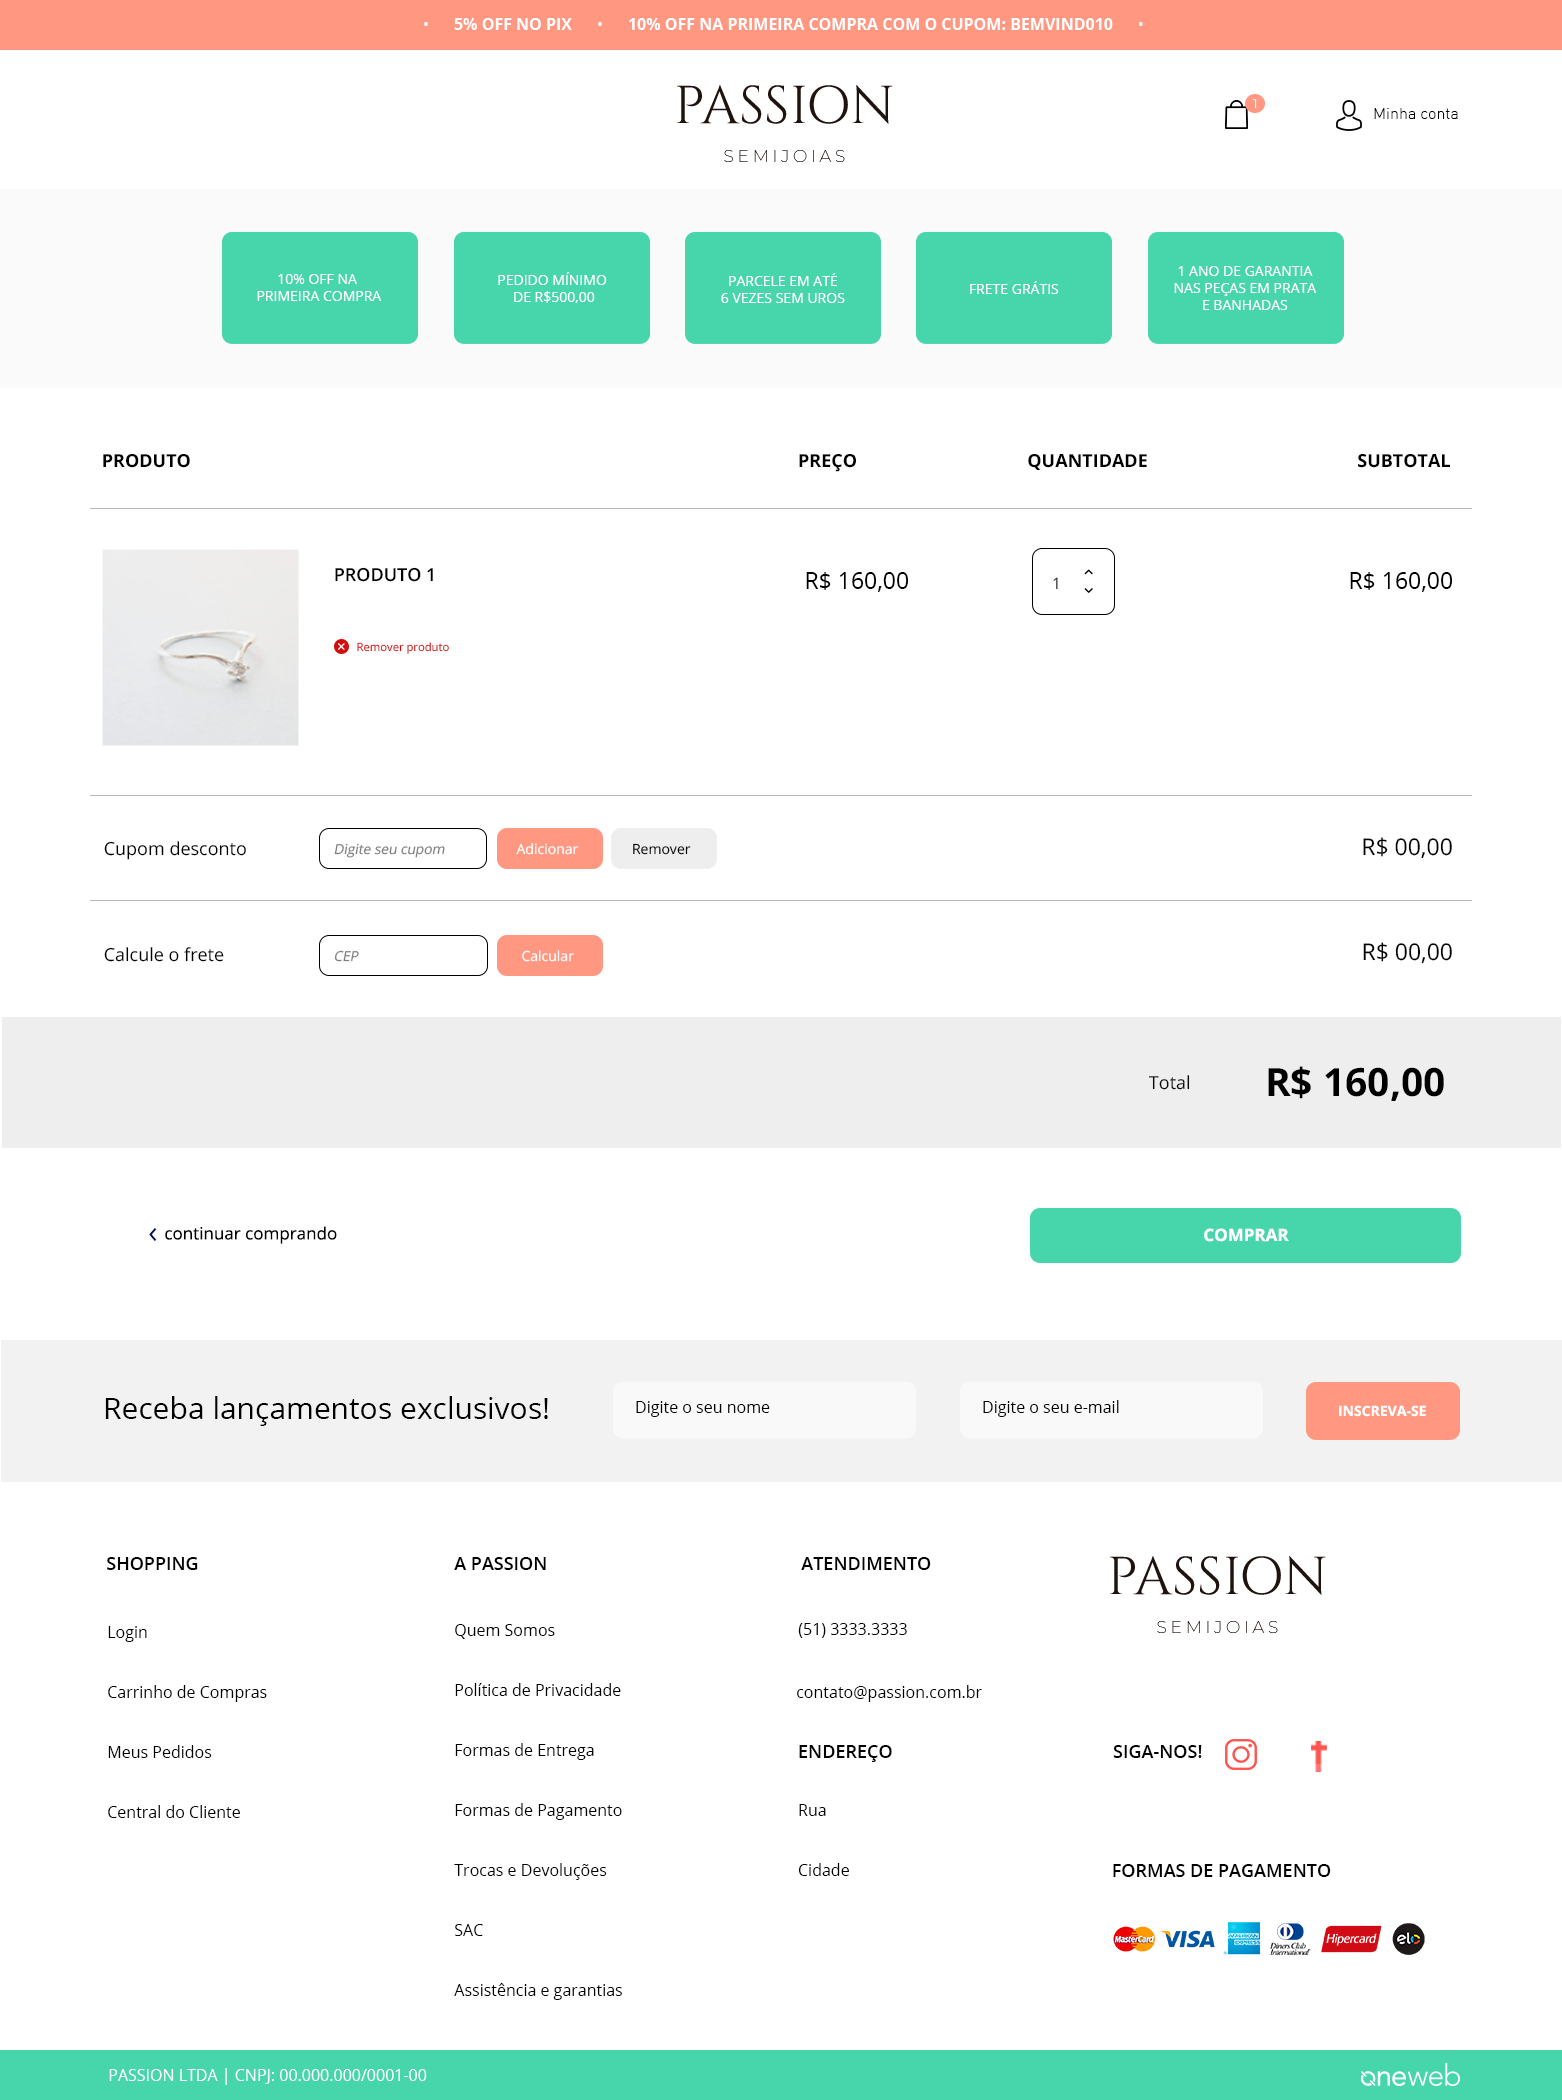 • 5% OFF NO PIX • 10% OFF NA PRIMEIRA COMPRA COM O CUPOM: BEMVIND010 •
PASSION
SEMIJOIAS
1
Minha conta
10% OFF NA
PRIMEIRA COMPRA
PEDIDO MÍNIMO
DE R$500,00
PARCELE EM ATÉ
6 VEZES SEM UROS
FRETE GRÁTIS
1 ANO DE GARANTIA
NAS PEÇAS EM PRATA
E BANHADAS
PRODUTO PREÇO QUANTIDADE SUBTOTAL
PRODUTO 1
R$ 160,00
1
R$ 160,00
Remover produto
Cupom desconto Digite seu cupom Adicionar Remover R$ 00,00
Calcule o frete CEP Calcular R$ 00,00
Total R$ 160,00
continuar comprando
COMPRAR
Receba lançamentos exclusivos! Digite o seu nome Digite o seu e-mail INSCREVA-SE
SHOPPING
Login
Carrinho de Compras
Meus Pedidos
Central do Cliente
A PASSION
Quem Somos
Política de Privacidade
Formas de Entrega
Formas de Pagamento
Trocas e Devoluções
SAC
Assistência e garantias
ATENDIMENTO
(51) 3333.3333
contato@passion.com.br
ENDEREÇO
Rua
Cidade
PASSION
SEMIJOIAS
SIGA-NOS!
FORMAS DE PAGAMENTO
MasterCard VISA AMERICAN EXPRESS Diners Club International Hipercard elo
PASSION LTDA | CNPJ: 00.000.000/0001-00
oneweb